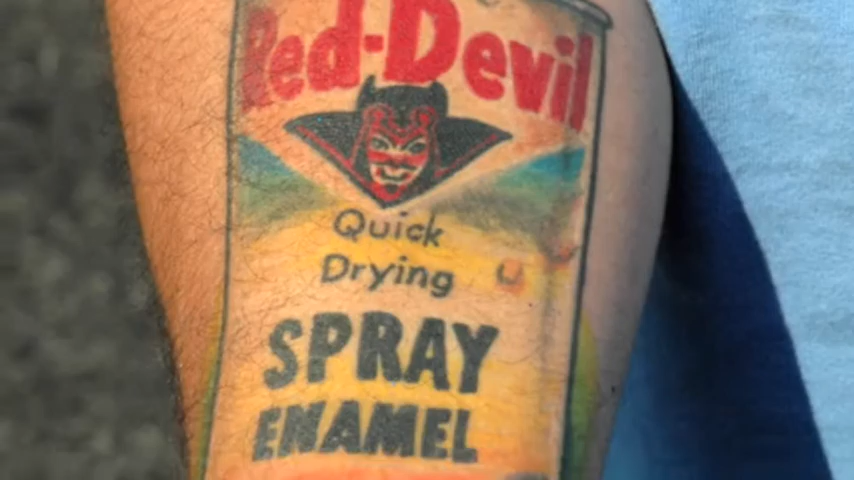 Red-Devil
Quick
Drying
SPRAY
ENAMEL